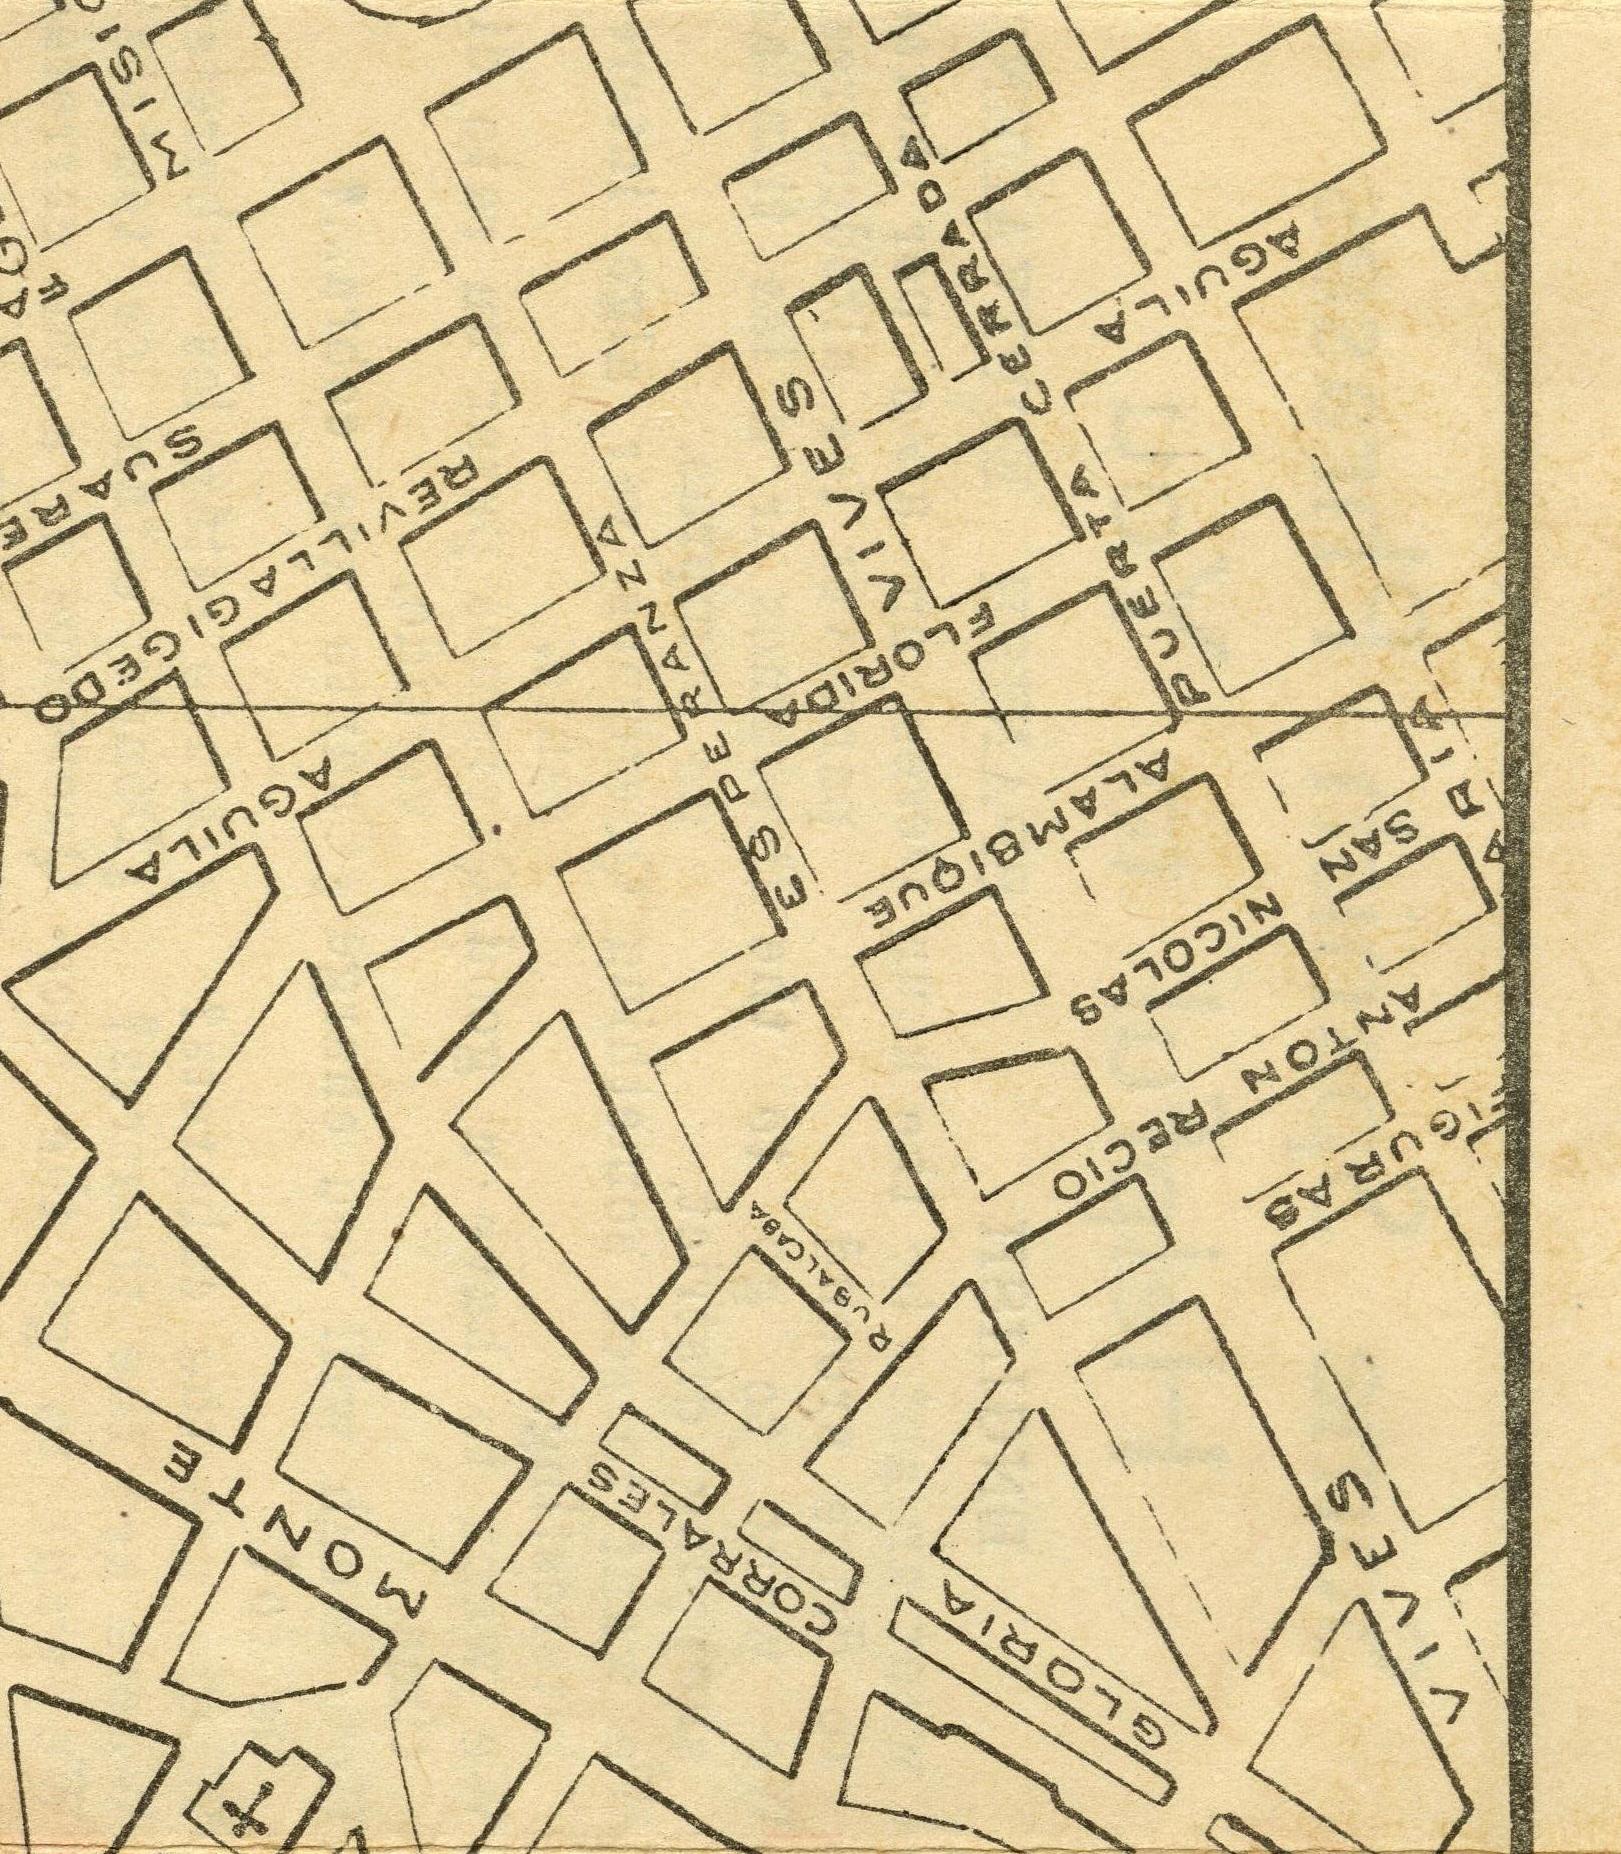 SUARE
REVILLAGIGEDO
AGUILA
AGUILA
FLORIDA
ALAMBIQUE
SAN NICOLAS
ANTON RECIO
FIGURAS
VIVES
VIVES
ESPERANZA
PUERTA CERRADA
RUBALCABA
CORRALES
GLORIA
MONTE